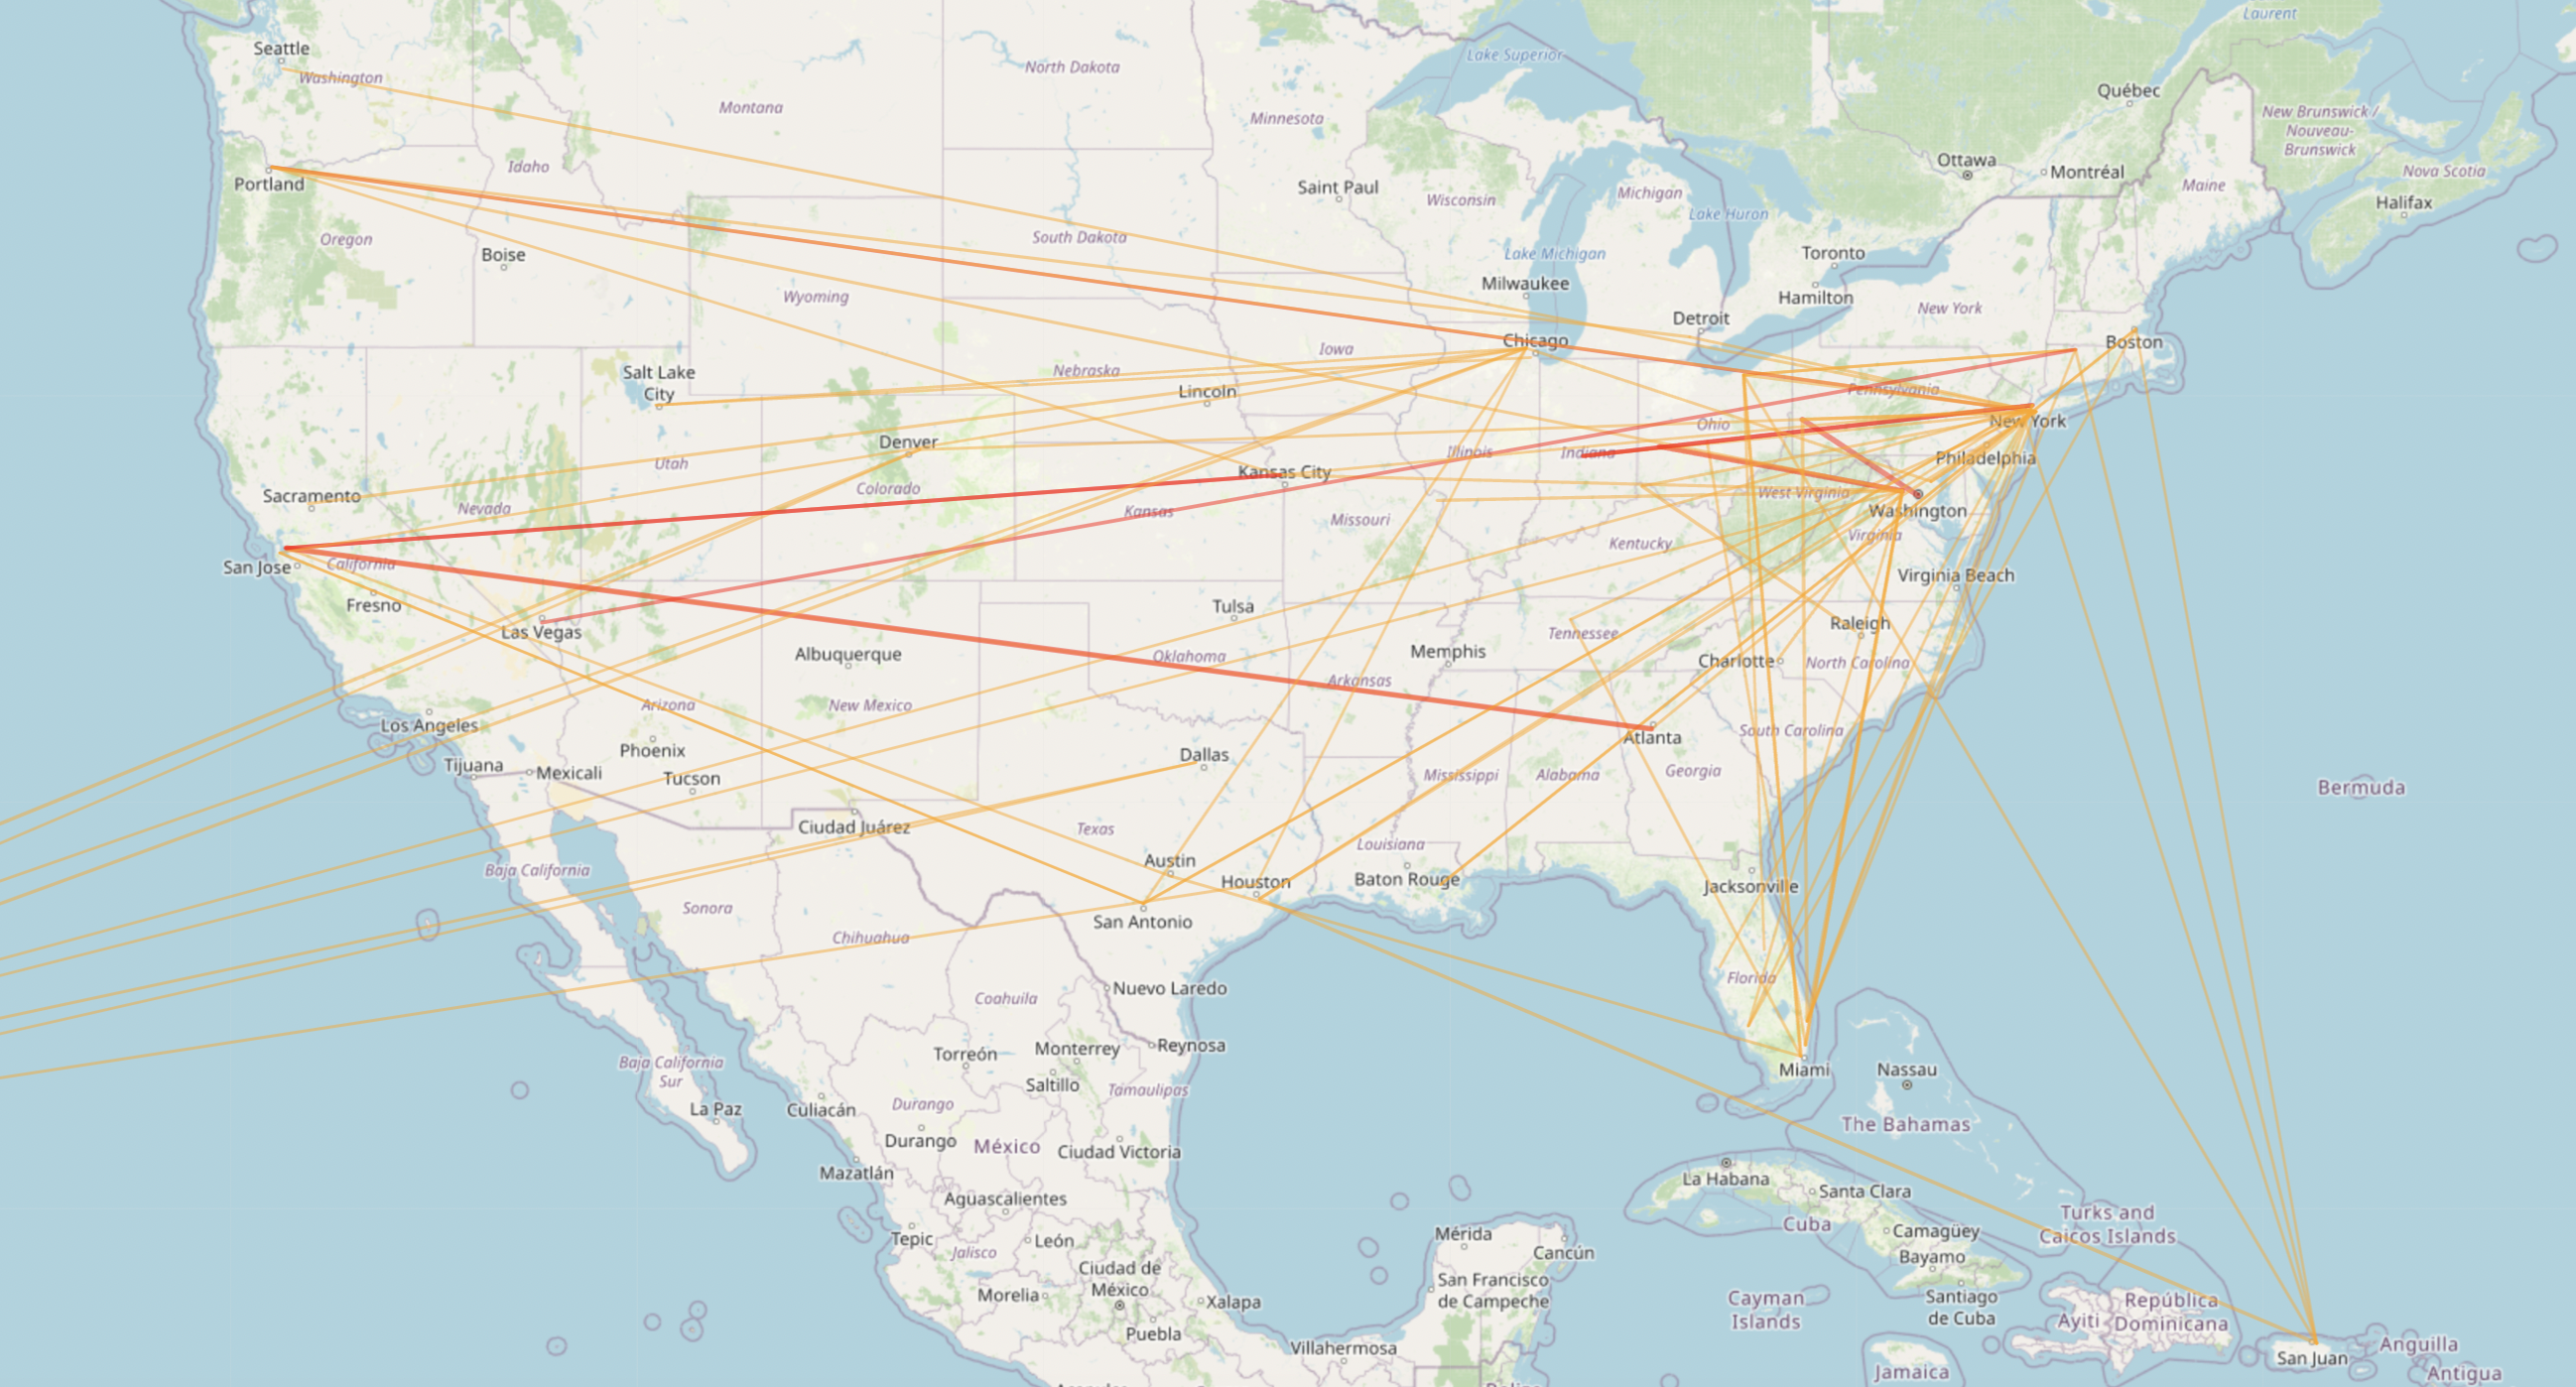 Laurent
Seattle
Washington
North Dakota
Lake Superior
Québec
Montana
Minnesota
New Brunswick /
Nouveau-
Brunswick
Ottawa
Montréal
Idaho
Portland
Saint Paul
Wisconsin
Michigan
Maine
Nova Scotia
Halifax
Lake Huron
Oregon
Boise
South Dakota
Lake Michigan
Toronto
Milwaukee
Hamilton
Wyoming
New York
Detroit
Chicago
Boston
Iowa
Salt Lake
City
Nebraska
Lincoln
Pennsylvania
New York
Ohio
Denver
Illinois
Indiana
Philadelphia
Utah
Kansas City
Colorado
Sacramento
Nevada
Kansas
Missouri
West Virginia
Washington
Virginia
Kentucky
San Jose
California
Virginia Beach
Fresno
Tulsa
Las Vegas
Tennessee
Raleigh
Albuquerque
Oklahoma
Memphis
Charlotte
North Carolina
Arkansas
Arizona
New Mexico
Los Angeles
South Carolina
Atlanta
Phoenix
Dallas
Tijuana
Mexicali
Tucson
Mississippi
Alabama
Georgia
Bermuda
Ciudad Juárez
Texas
Louisiana
Austin
Baja California
Houston
Baton Rouge
Jacksonville
Sonora
San Antonio
Chihuahua
Florida
Nuevo Laredo
Coahuila
Torreón
Monterrey
Reynosa
Baja California
Sur
Saltillo
Tamaulipas
Miami
Nassau
La Paz
Culiacán
Durango
The Bahamas
Durango
México
Ciudad Victoria
Mazatlán
La Habana
Santa Clara
Aguascalientes
Turks and
Caicos Islands
Cuba
Camagüey
Tepic
León
Jalisco
Mérida
Cancún
Bayamo
Ciudad de
México
San Francisco
de Campeche
Morelia
Xalapa
Cayman
Islands
Santiago
de Cuba
República
Dominicana
Ayiti
Puebla
Villahermosa
San Juan
Anguilla
Jamaica
Antigua